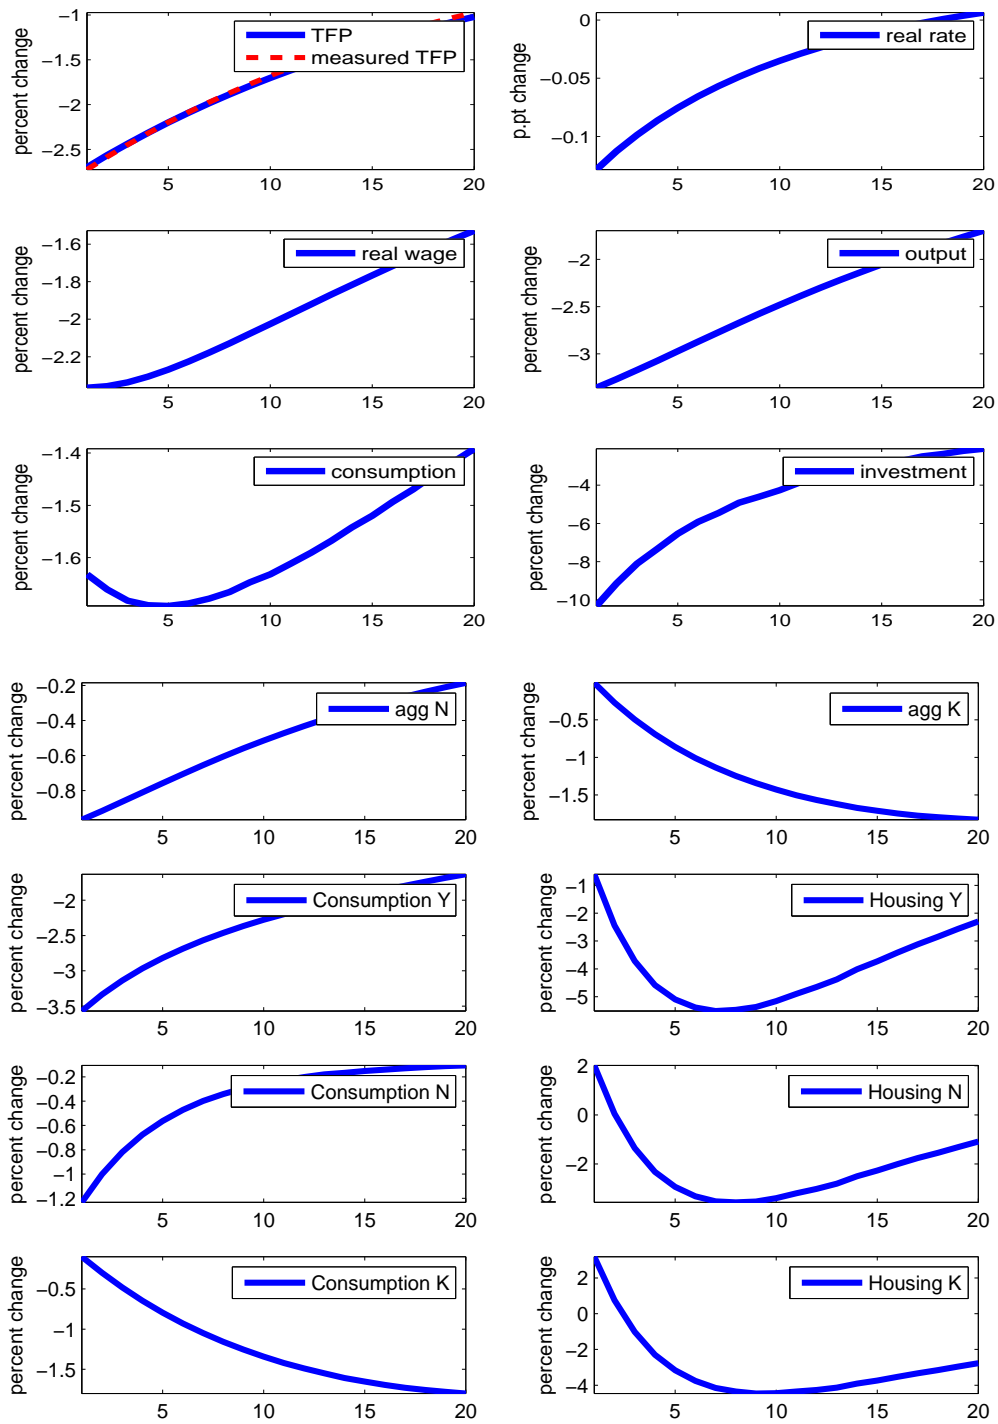 percent change
−1
−1.5
−2
−2.5
TFP
measured TFP
5 10 15 20
p.pt change
0
−0.05
−0.1
real rate
5 10 15 20
percent change
−1.6
−1.8
−2
−2.2
real wage
5 10 15 20
percent change
−2
−2.5
−3
output
5 10 15 20
percent change
−1.4
−1.5
−1.6
consumption
5 10 15 20
percent change
−4
−6
−8
−10
investment
5 10 15 20
percent change
−0.2
−0.4
−0.6
−0.8
agg N
5 10 15 20
percent change
−0.5
−1
−1.5
agg K
5 10 15 20
percent change
−2
−2.5
−3
−3.5
Consumption Y
5 10 15 20
percent change
−1
−2
−3
−4
−5
Housing Y
5 10 15 20
percent change
−0.2
−0.4
−0.6
−0.8
−1
−1.2
Consumption N
5 10 15 20
percent change
2
0
−2
Housing N
5 10 15 20
percent change
−0.5
−1
−1.5
Consumption K
5 10 15 20
percent change
2
0
−2
−4
Housing K
5 10 15 20